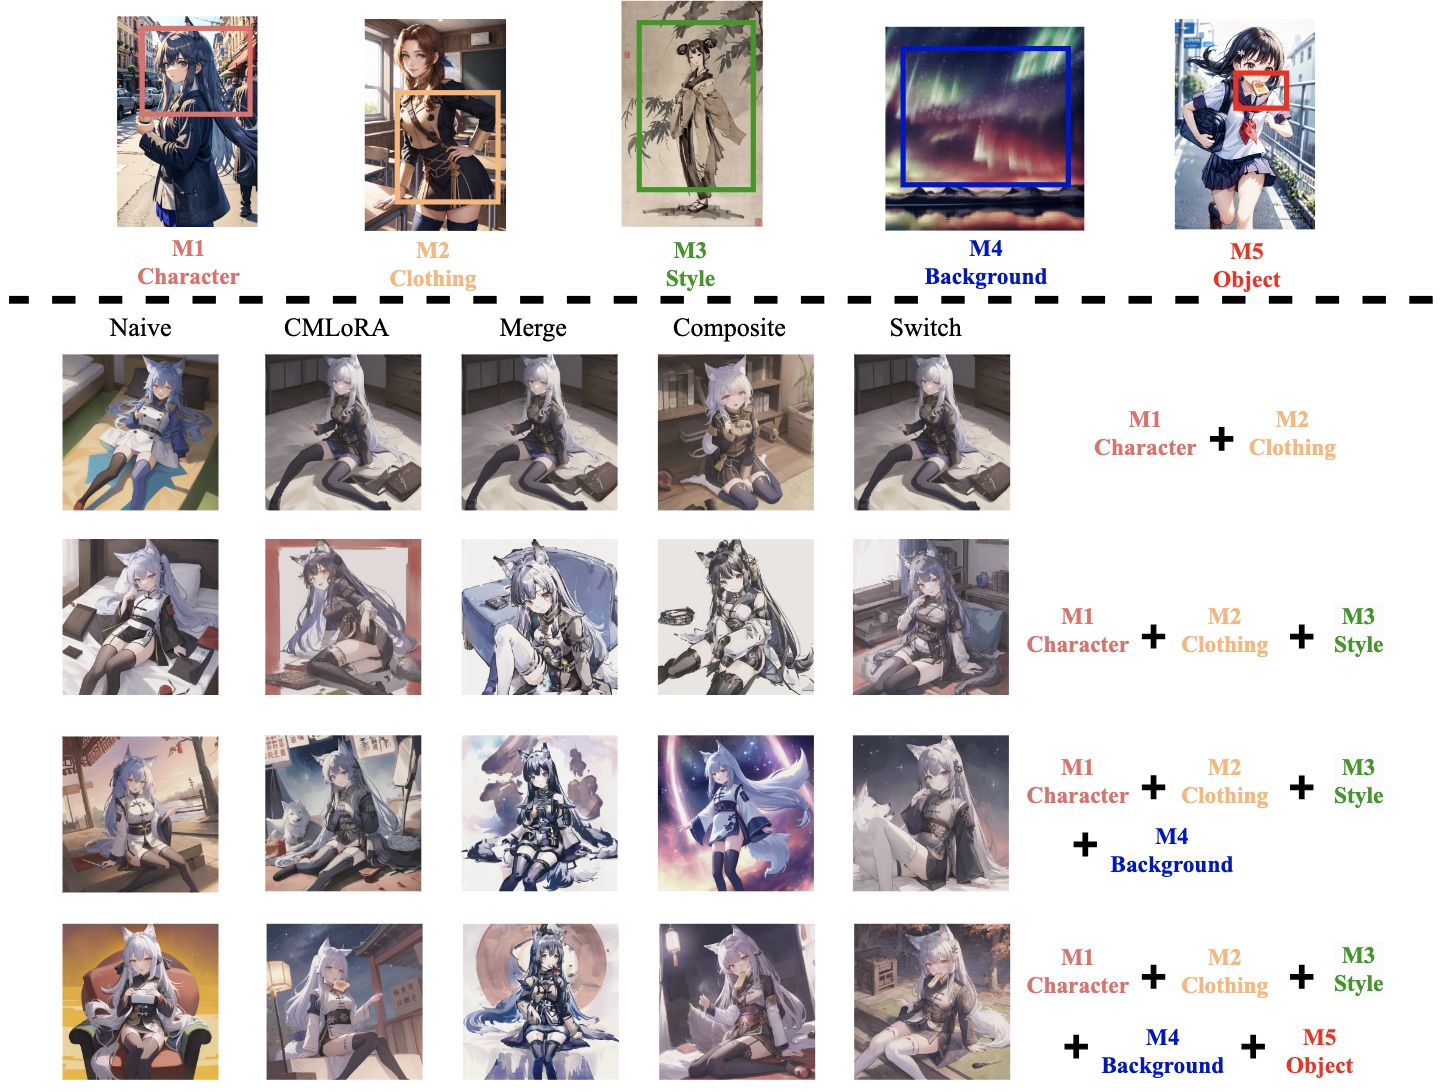 M1
Character
M2
Clothing
M3
Style
M4
Background
M5
Object
Naive
CMLoRA
Merge
Composite
Switch
M1
Character
+
M2
Clothing
M1
Character
+
M2
Clothing
+
M3
Style
M1
Character
+
M2
Clothing
+
M3
Style
+
M4
Background
M1
Character
+
M2
Clothing
+
M3
Style
+
M4
Background
+
M5
Object